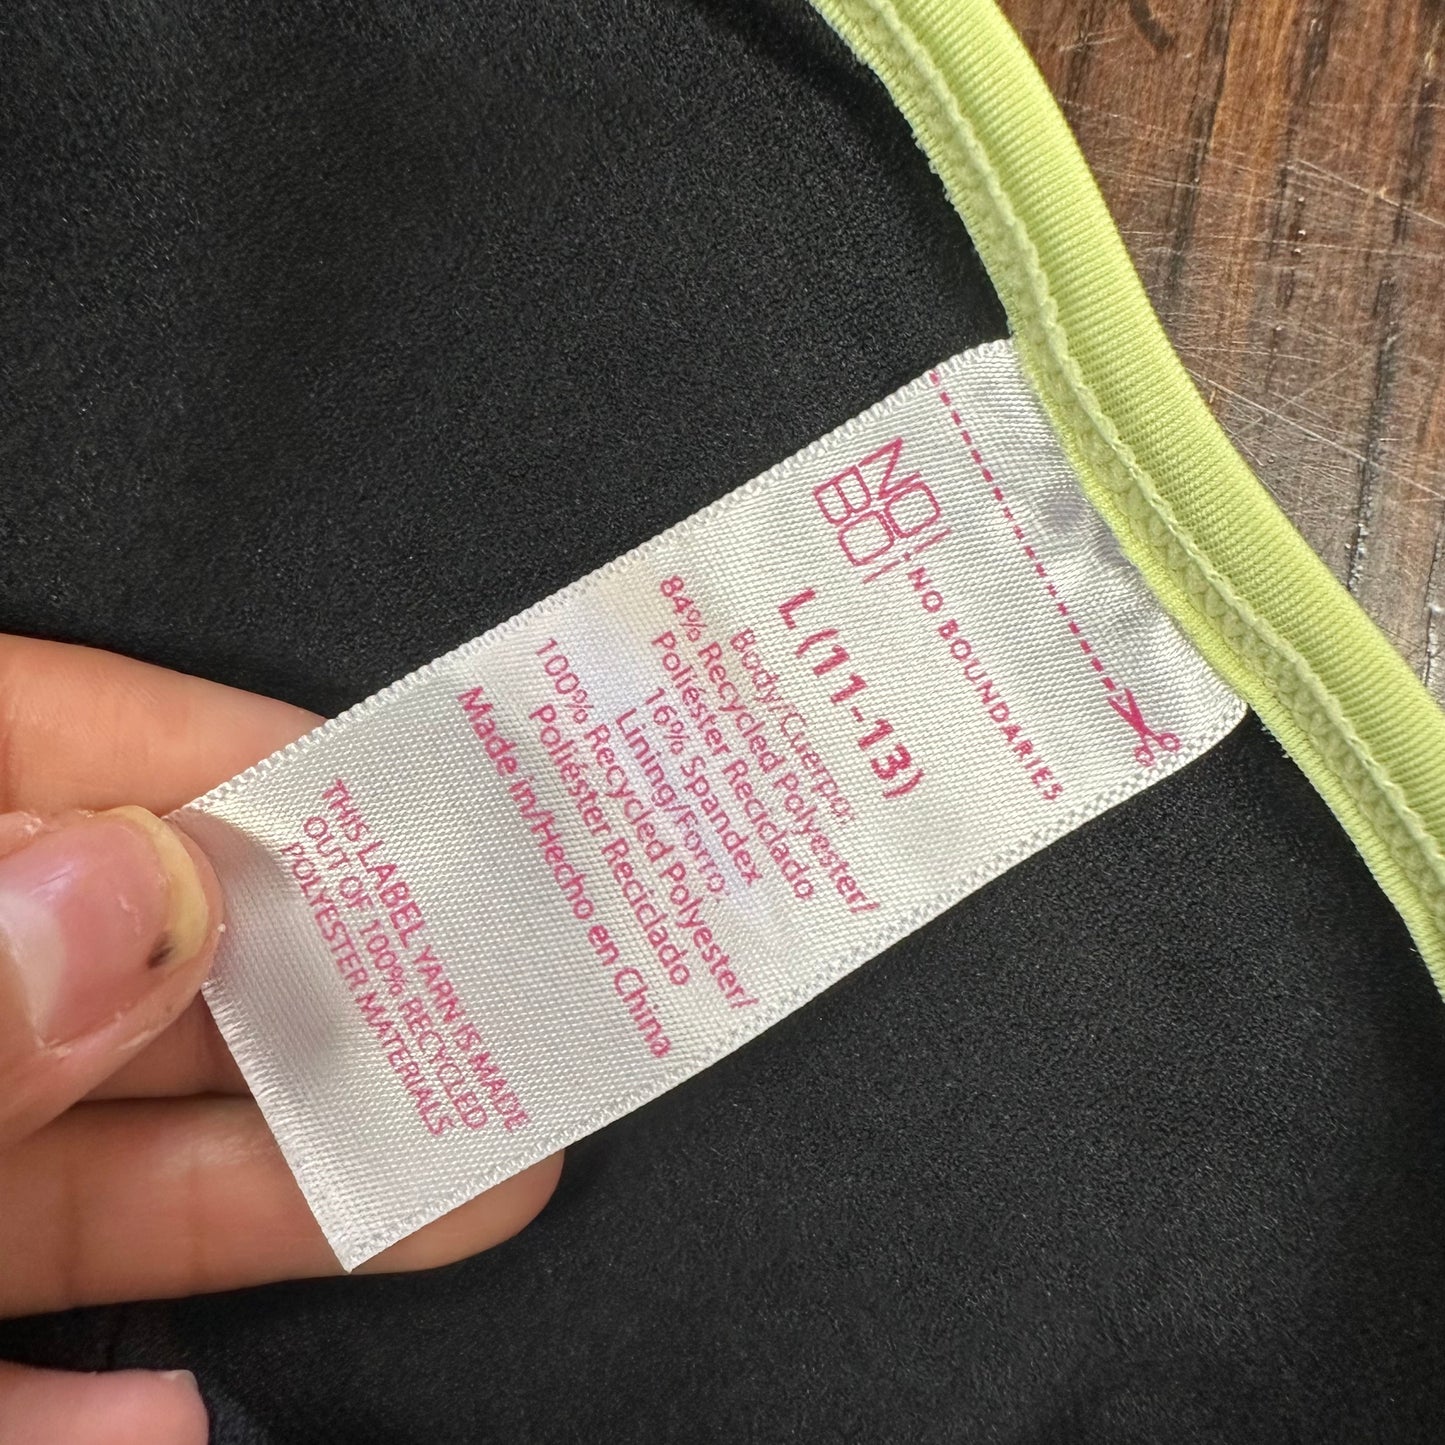 NO
BO
NO BOUNDARIES
L (11-13)
Body/Cuerpo:
84% Recycled Polyester/
Poliéster Reciclado
16% Spandex
Lining/Forro:
100% Recycled Polyester/
Poliéster Reciclado
Made in/Hecho en China
THIS LABEL YARN IS MADE
OUT OF 100% RECYCLED
POLYESTER MATERIALS